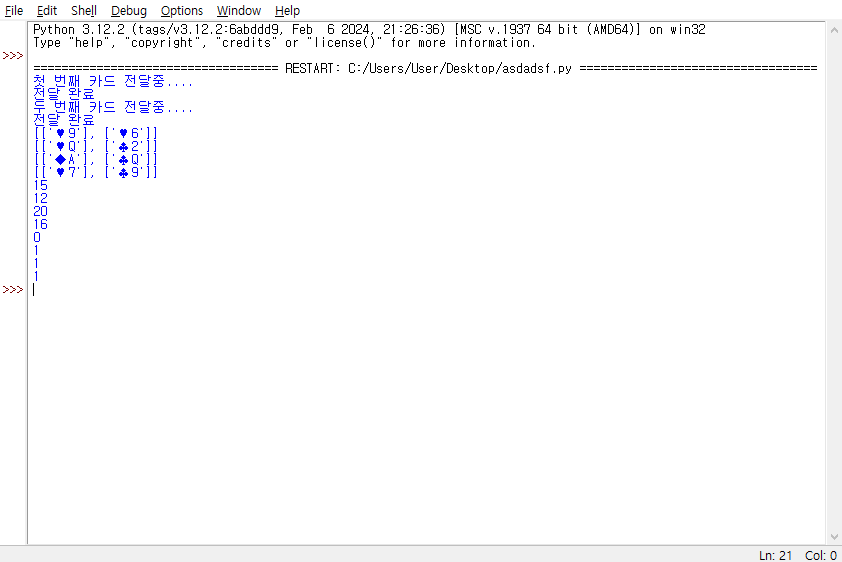 File Edit Shell Debug Options Window Help
Python 3.12.2 (tags/v3.12.2:6abddd9, Feb  6 2024, 21:26:36) [MSC v.1937 64 bit (AMD64)] on win32
Type "help", "copyright", "credits" or "license()" for more information.
>>>
=================================== RESTART: C:/Users/User/Desktop/asdadsf.py ==================================
첫 번째 카드 전달중....
전달 완료
두 번째 카드 전달중....
전달 완료
[['♥9'], ['♥6']]
[['♥Q'], ['♣2']]
[['◆A'], ['♣Q']]
[['♥7'], ['♣9']]
15
12
20
16
0
1
1
1
>>>
Ln: 21 Col: 0